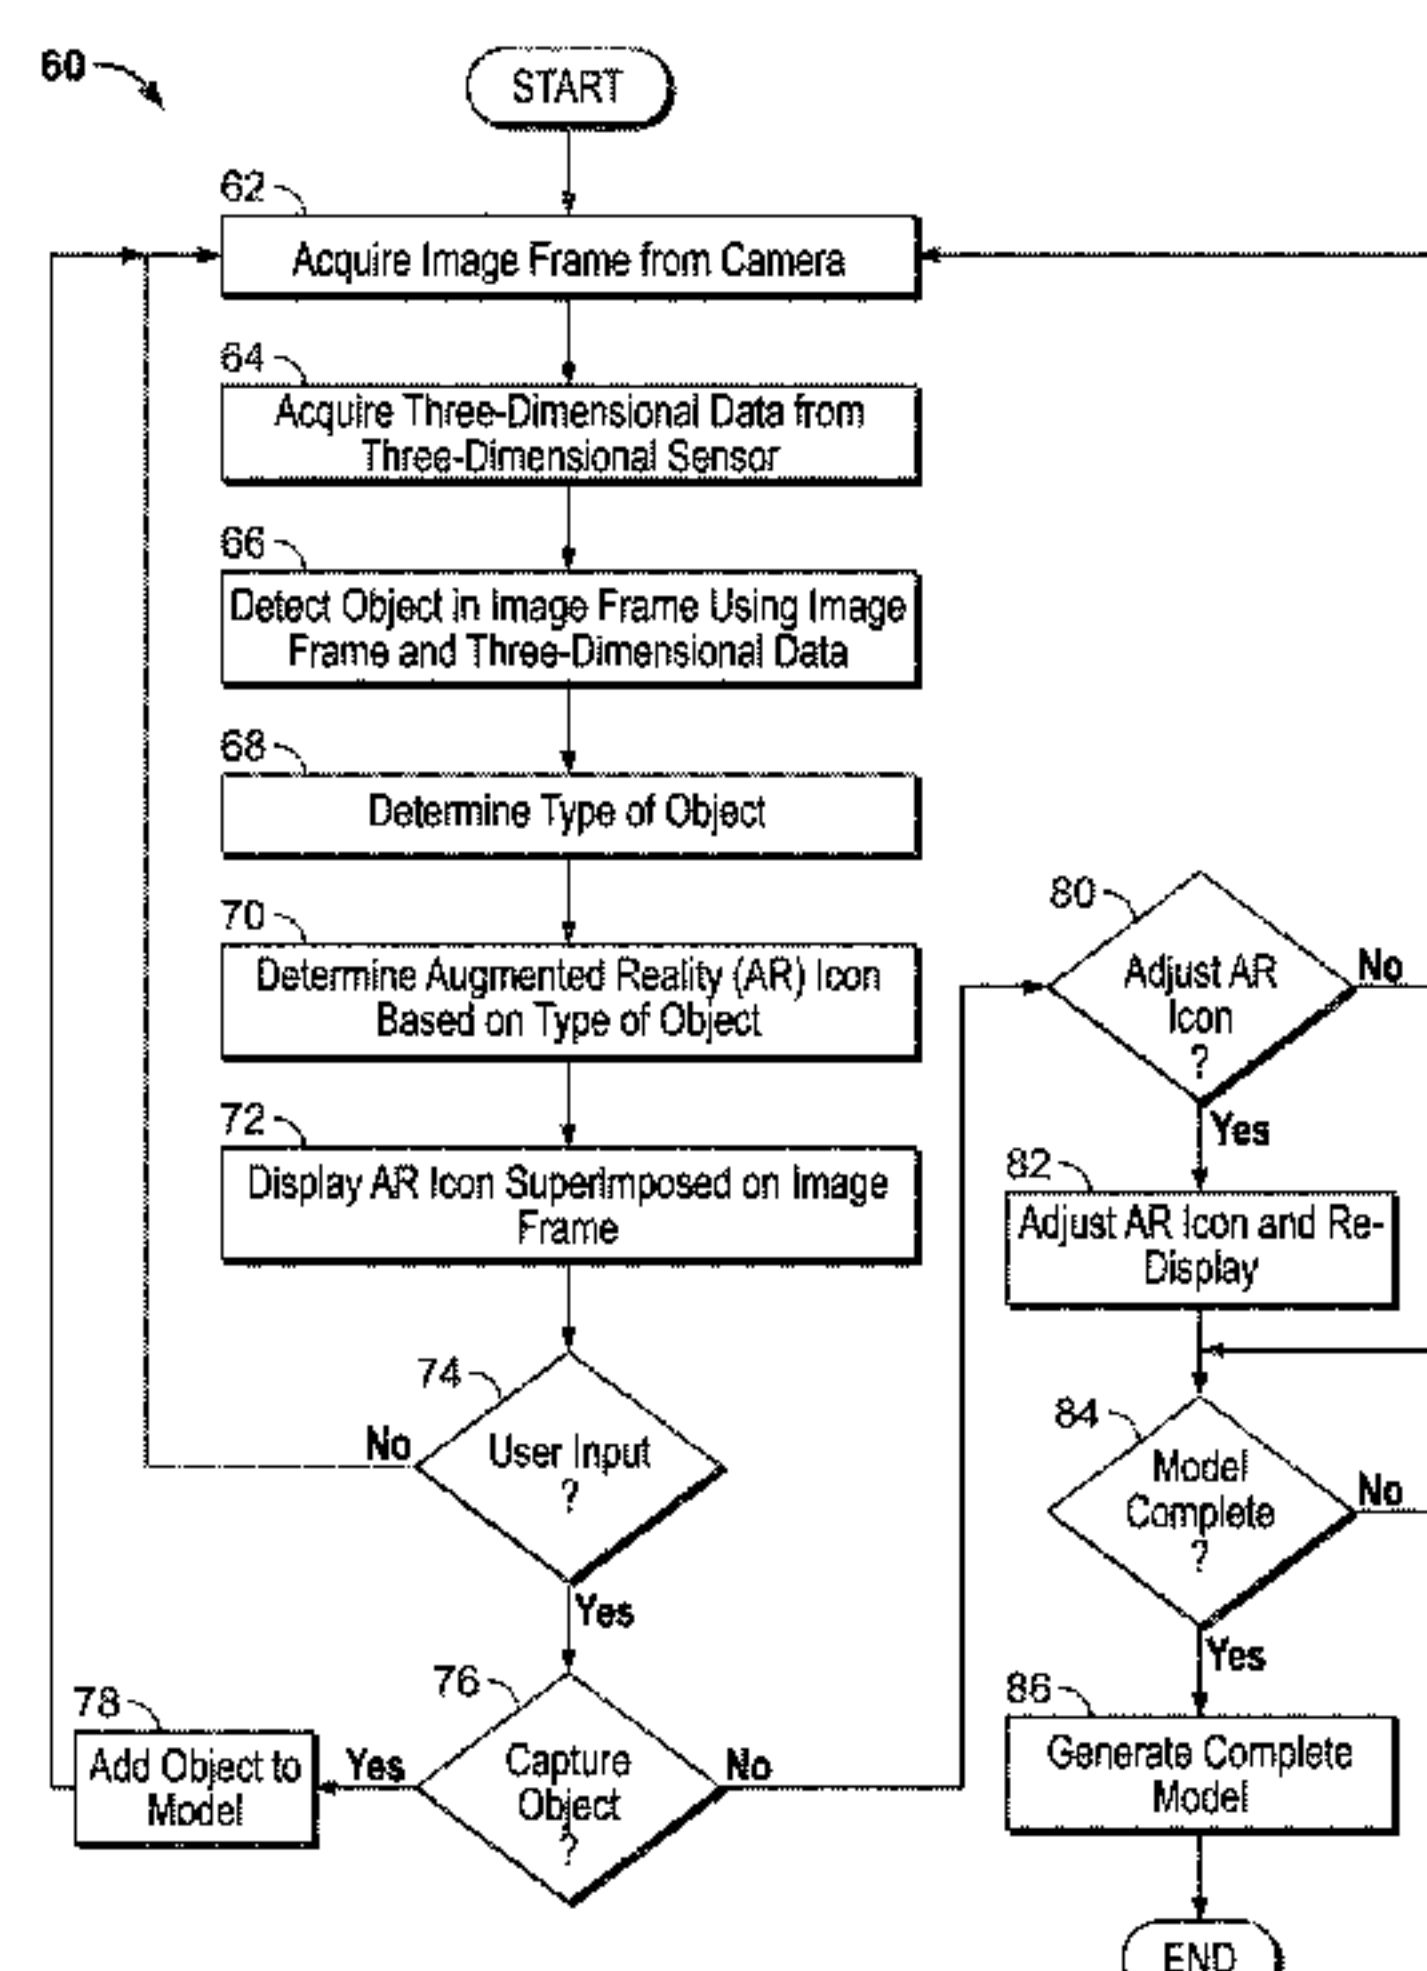 60
START
62
Acquire Image Frame from Camera
64
Acquire Three-Dimensional Data from
Three-Dimensional Sensor
66
Detect Object in Image Frame Using Image
Frame and Three-Dimensional Data
68
Determine Type of Object
70
Determine Augmented Reality (AR) Icon
Based on Type of Object
72
Display AR Icon Superimposed on Image
Frame
74
User Input
?
No
Yes
76
Capture
Object
?
Yes
No
78
Add Object to
Model
80
Adjust AR
Icon
?
No
Yes
82
Adjust AR Icon and Re-
Display
84
Model
Complete
?
No
Yes
86
Generate Complete
Model
END